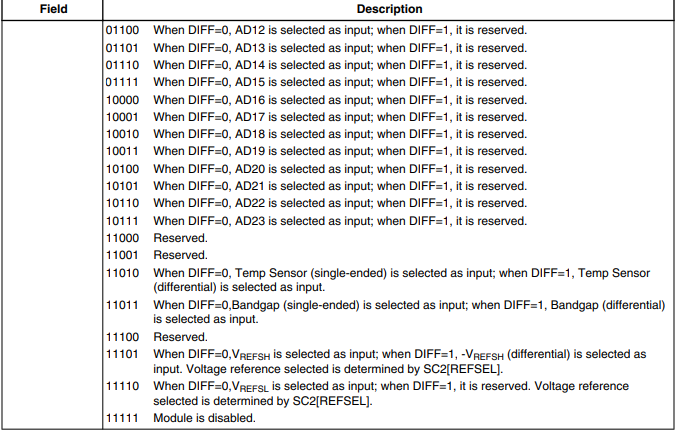 Field Description
01100 When DIFF=0, AD12 is selected as input; when DIFF=1, it is reserved.
01101 When DIFF=0, AD13 is selected as input; when DIFF=1, it is reserved.
01110 When DIFF=0, AD14 is selected as input; when DIFF=1, it is reserved.
01111 When DIFF=0, AD15 is selected as input; when DIFF=1, it is reserved.
10000 When DIFF=0, AD16 is selected as input; when DIFF=1, it is reserved.
10001 When DIFF=0, AD17 is selected as input; when DIFF=1, it is reserved.
10010 When DIFF=0, AD18 is selected as input; when DIFF=1, it is reserved.
10011 When DIFF=0, AD19 is selected as input; when DIFF=1, it is reserved.
10100 When DIFF=0, AD20 is selected as input; when DIFF=1, it is reserved.
10101 When DIFF=0, AD21 is selected as input; when DIFF=1, it is reserved.
10110 When DIFF=0, AD22 is selected as input; when DIFF=1, it is reserved.
10111 When DIFF=0, AD23 is selected as input; when DIFF=1, it is reserved.
11000 Reserved.
11001 Reserved.
11010 When DIFF=0, Temp Sensor (single-ended) is selected as input; when DIFF=1, Temp Sensor
(differential) is selected as input.
11011 When DIFF=0,Bandgap (single-ended) is selected as input; when DIFF=1, Bandgap (differential)
is selected as input.
11100 Reserved.
11101 When DIFF=0,VREFSH is selected as input; when DIFF=1, -VREFSH (differential) is selected as
input. Voltage reference selected is determined by SC2[REFSEL].
11110 When DIFF=0,VREFSL is selected as input; when DIFF=1, it is reserved. Voltage reference
selected is determined by SC2[REFSEL].
11111 Module is disabled.